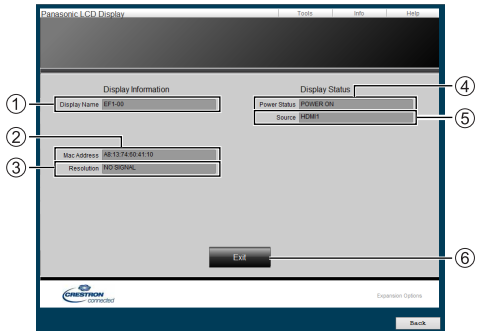 Panasonic LCD Display Tools Info Help
Display Information Display Status
④
① Display Name EF1-00 Power Status POWER ON
Source HDMI1 ⑤
②
Mac Address A8:13:74:60:41:10
③ Resolution NO SIGNAL
Exit ⑥
CRESTRON connected Expansion Options
Back